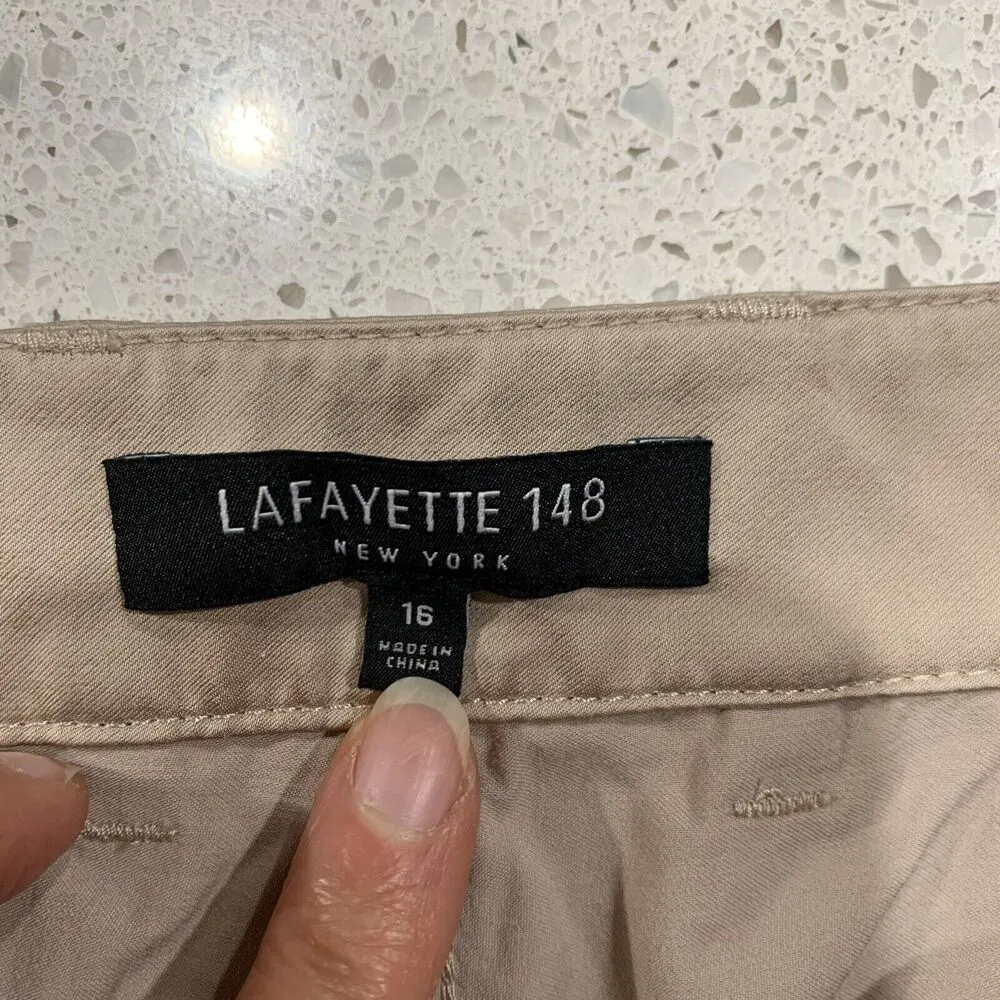 LAFAYETTE 148
NEW YORK
16
MADE IN
CHINA